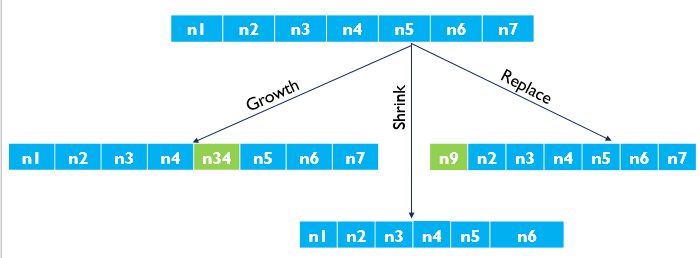 n1 n2 n3 n4 n5 n6 n7
Growth
Shrink
Replace
n1 n2 n3 n4 n34 n5 n6 n7
n9 n2 n3 n4 n5 n6 n7
n1 n2 n3 n4 n5 n6